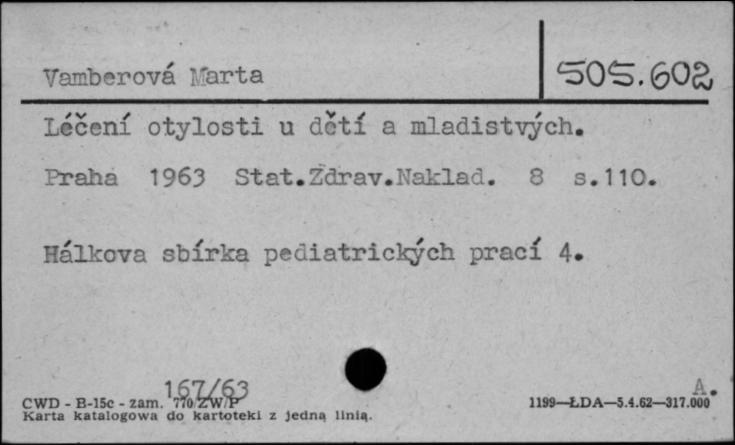 Vamberová Marta 505.602
Léčení otylosti u dětí a mladistvých.
Praha 1963 Stat.Zdrav.Naklad. 8 s.110.
Hálkova sbírka pediatrických prací 4.
167/63 A.
CWD - B-15c - zam. 770/ZW/P 1199—ŁDA—5.4.62—317.000
Karta katalogowa do kartoteki z jedną linią.